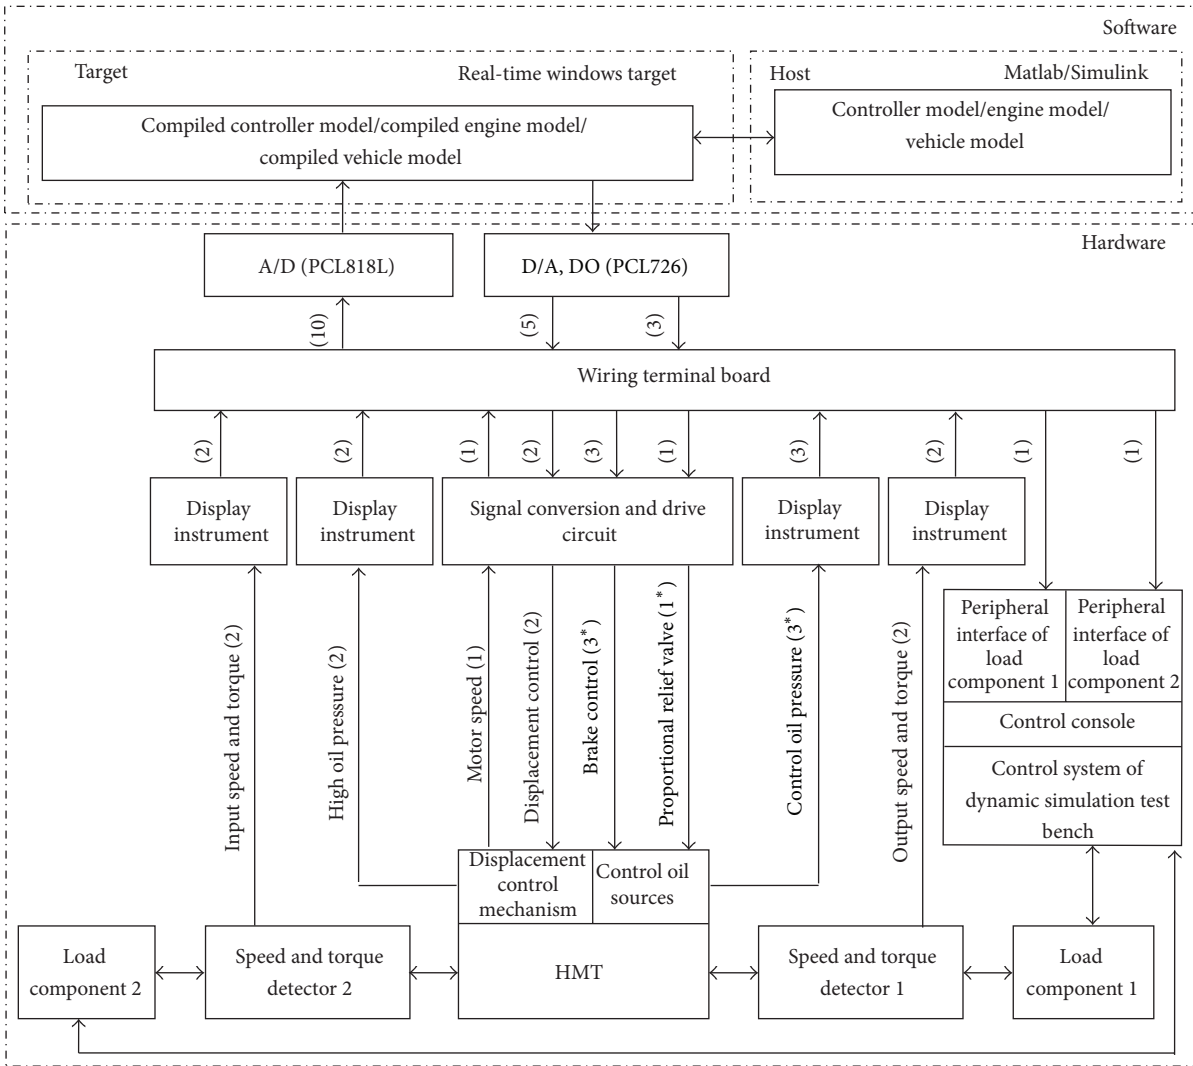 Software
Target
Real-time windows target
Host
Matlab/Simulink
Compiled controller model/compiled engine model/
compiled vehicle model
Controller model/engine model/
vehicle model
Hardware
A/D (PCL818L)
D/A, DO (PCL726)
(10)
(5)
(3)
Wiring terminal board
(2)
(2)
(1)
(2)
(3)
(1)
(3)
(2)
(1)
(1)
Display
instrument
Display
instrument
Signal conversion and drive
circuit
Display
instrument
Display
instrument
Input speed and torque (2)
High oil pressure (2)
Motor speed (1)
Displacement control (2)
Brake control (3*)
Proportional relief valve (1*)
Control oil pressure (3*)
Output speed and torque (2)
Peripheral
interface of
load
component 1
Peripheral
interface of
load
component 2
Control console
Control system of
dynamic simulation test
bench
Displacement
control
mechanism
Control oil
sources
Load
component 2
Speed and torque
detector 2
HMT
Speed and torque
detector 1
Load
component 1